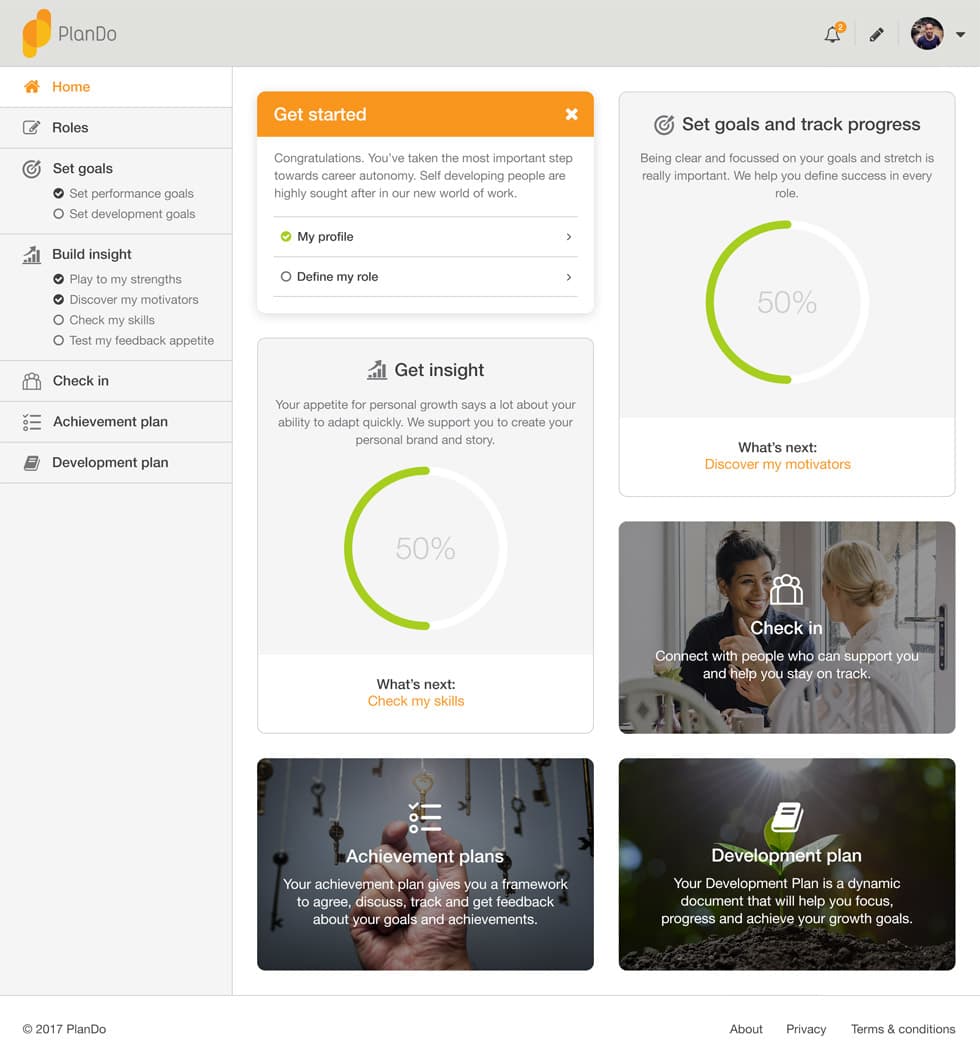 PlanDo
2
Home
Roles
Set goals
Set performance goals
Set development goals
Build insight
Play to my strengths
Discover my motivators
Check my skills
Test my feedback appetite
Check in
Achievement plan
Development plan
Get started
Congratulations. You’ve taken the most important step
towards career autonomy. Self developing people are
highly sought after in our new world of work.
My profile
Define my role
Set goals and track progress
Being clear and focussed on your goals and stretch is
really important. We help you define success in every
role.
50%
What’s next:
Discover my motivators
Get insight
Your appetite for personal growth says a lot about your
ability to adapt quickly. We support you to create your
personal brand and story.
50%
What’s next:
Check my skills
Check in
Connect with people who can support you
and help you stay on track.
Achievement plans
Your achievement plan gives you a framework
to agree, discuss, track and get feedback
about your goals and achievements.
Development plan
Your Development Plan is a dynamic
document that will help you focus,
progress and achieve your growth goals.
© 2017 PlanDo
About
Privacy
Terms & conditions